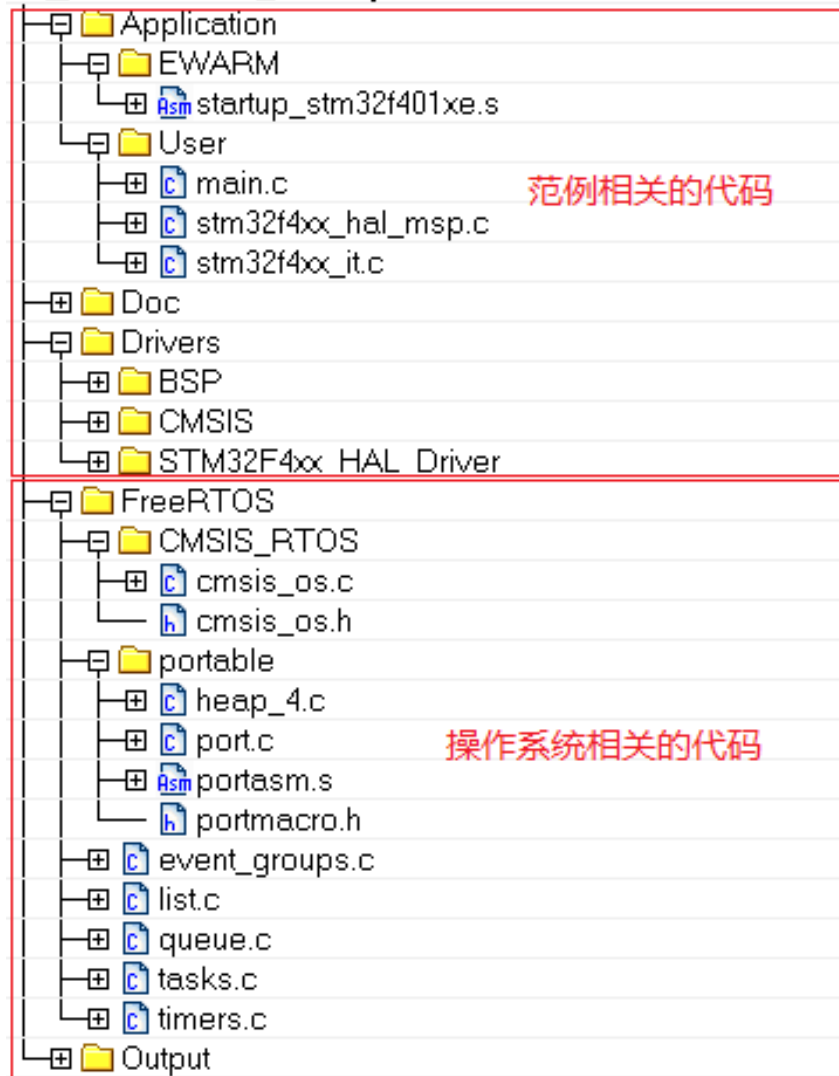 Application
EWARM
Asm startup_stm32f401xe.s
User
c main.c
范例相关的代码
c stm32f4xx_hal_msp.c
c stm32f4xx_it.c
Doc
Drivers
BSP
CMSIS
STM32F4xx_HAL_Driver
FreeRTOS
CMSIS_RTOS
c cmsis_os.c
h cmsis_os.h
portable
c heap_4.c
c port.c
操作系统相关的代码
Asm portasm.s
h portmacro.h
c event_groups.c
c list.c
c queue.c
c tasks.c
c timers.c
Output